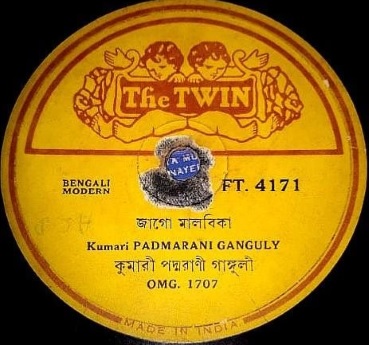 The TWIN
BENGALI
MODERN
FT. 4171
জাগো মালবিকা
Kumari PADMARANI GANGULY
কুমারী পদ্মরাণী গাঙ্গুলী
OMG. 1707
MADE IN INDIA